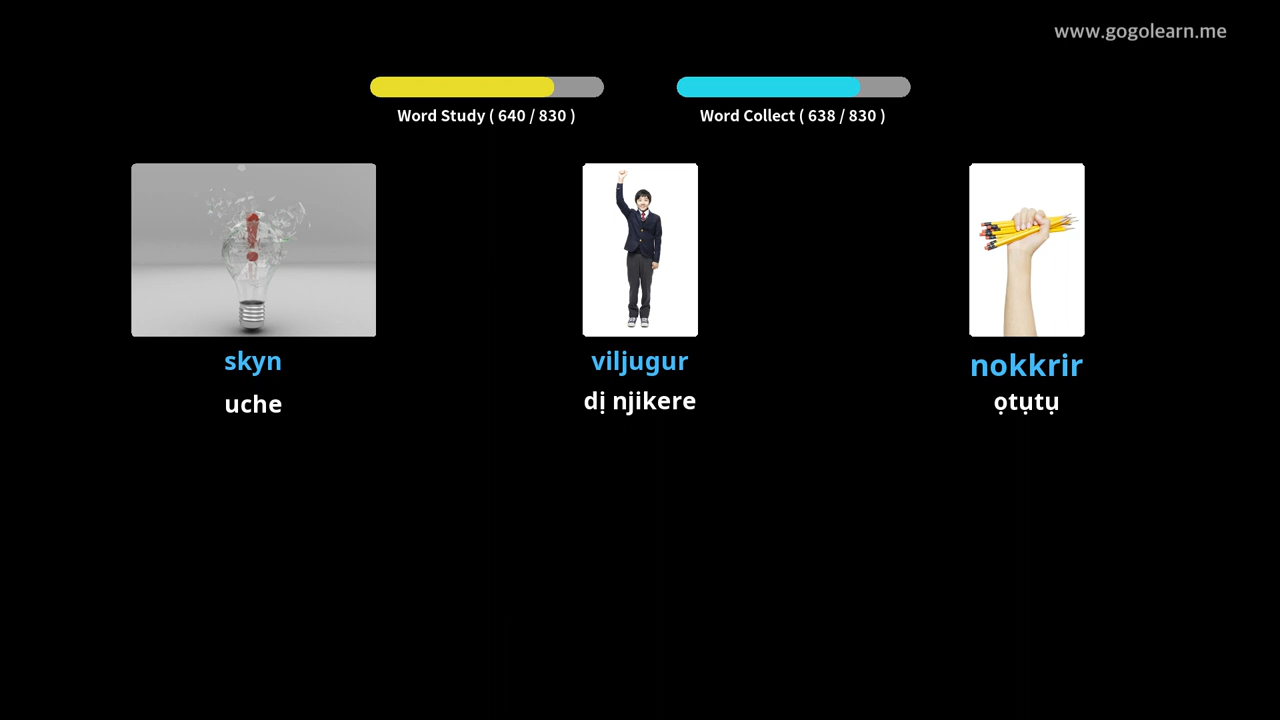 www.gogolearn.me
Word Study ( 640 / 830 )
Word Collect ( 638 / 830 )
skyn
uche
viljugur
dị njikere
nokkrir
ọtụtụ